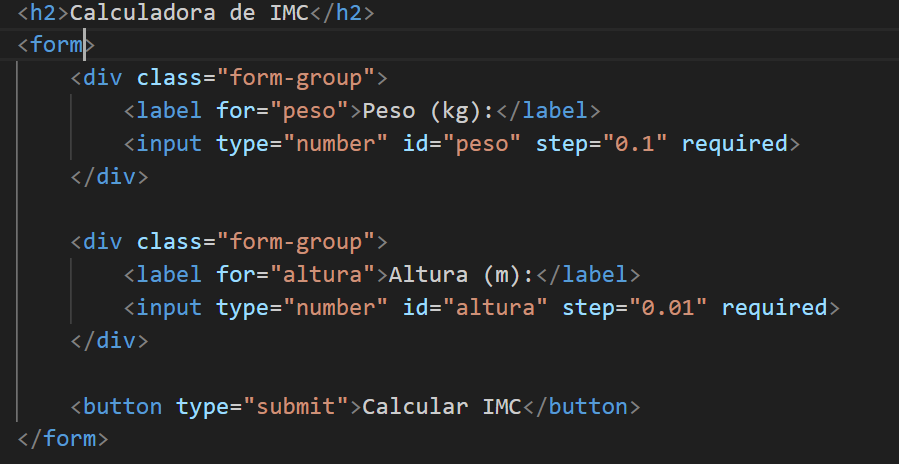 <h2>Calculadora de IMC</h2>
<form>
<div class="form-group">
<label for="peso">Peso (kg):</label>
<input type="number" id="peso" step="0.1" required>
</div>
<div class="form-group">
<label for="altura">Altura (m):</label>
<input type="number" id="altura" step="0.01" required>
</div>
<button type="submit">Calcular IMC</button>
</form>